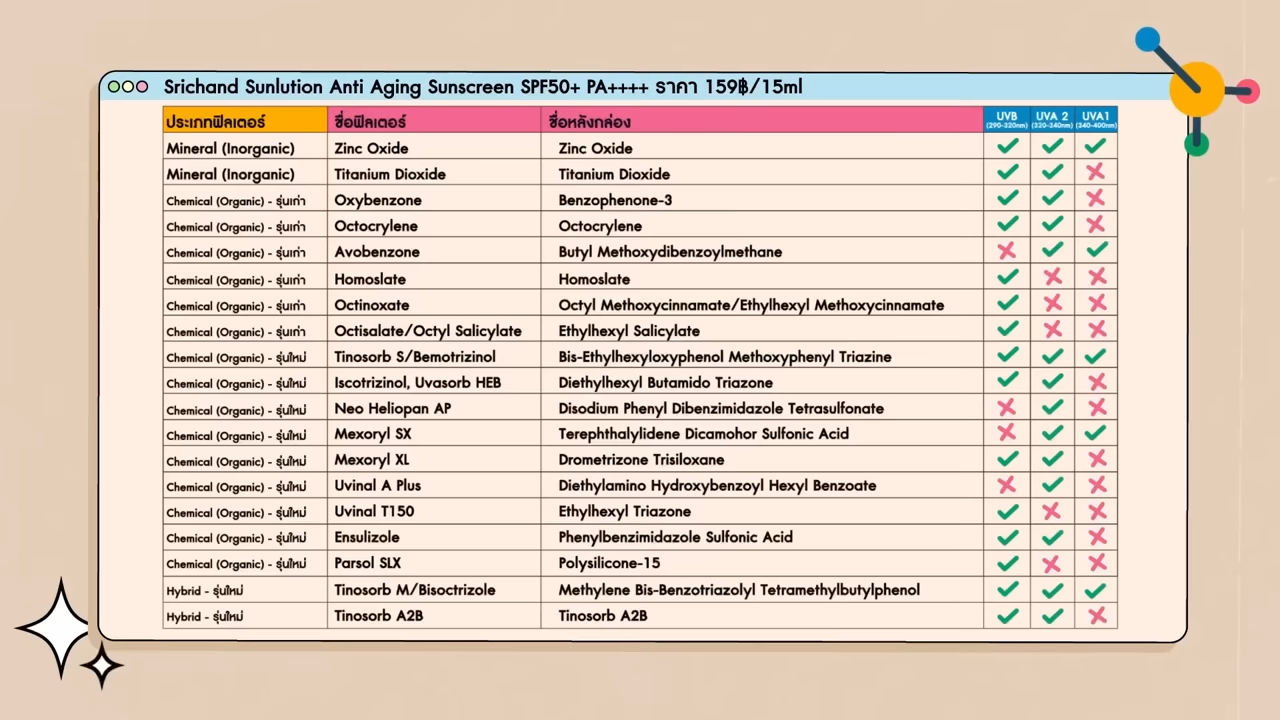 Srichand Sunlution Anti Aging Sunscreen SPF50+ PA++++ ราคา 159฿/15ml
ประเภทฟิลเตอร์ ชื่อฟิลเตอร์ ชื่อหลังกล่อง UVB (290-320nm) UVA 2 (320-340nm) UVA1 (340-400nm)
Mineral (Inorganic) Zinc Oxide Zinc Oxide ✓ ✓ ✓
Mineral (Inorganic) Titanium Dioxide Titanium Dioxide ✓ ✓ ✗
Chemical (Organic) - รุ่นเก่า Oxybenzone Benzophenone-3 ✓ ✓ ✗
Chemical (Organic) - รุ่นเก่า Octocrylene Octocrylene ✓ ✓ ✗
Chemical (Organic) - รุ่นเก่า Avobenzone Butyl Methoxydibenzoylmethane ✗ ✓ ✓
Chemical (Organic) - รุ่นเก่า Homoslate Homoslate ✓ ✗ ✗
Chemical (Organic) - รุ่นเก่า Octinoxate Octyl Methoxycinnamate/Ethylhexyl Methoxycinnamate ✓ ✗ ✗
Chemical (Organic) - รุ่นเก่า Octisalate/Octyl Salicylate Ethylhexyl Salicylate ✓ ✗ ✗
Chemical (Organic) - รุ่นใหม่ Tinosorb S/Bemotrizinol Bis-Ethylhexyloxyphenol Methoxyphenyl Triazine ✓ ✓ ✓
Chemical (Organic) - รุ่นใหม่ Iscotrizinol, Uvasorb HEB Diethylhexyl Butamido Triazone ✓ ✓ ✗
Chemical (Organic) - รุ่นใหม่ Neo Heliopan AP Disodium Phenyl Dibenzimidazole Tetrasulfonate ✗ ✓ ✗
Chemical (Organic) - รุ่นใหม่ Mexoryl SX Terephthalylidene Dicamohor Sulfonic Acid ✗ ✓ ✓
Chemical (Organic) - รุ่นใหม่ Mexoryl XL Drometrizone Trisiloxane ✓ ✓ ✗
Chemical (Organic) - รุ่นใหม่ Uvinal A Plus Diethylamino Hydroxybenzoyl Hexyl Benzoate ✗ ✓ ✗
Chemical (Organic) - รุ่นใหม่ Uvinal T150 Ethylhexyl Triazone ✓ ✗ ✗
Chemical (Organic) - รุ่นใหม่ Ensulizole Phenylbenzimidazole Sulfonic Acid ✓ ✓ ✗
Chemical (Organic) - รุ่นใหม่ Parsol SLX Polysilicone-15 ✓ ✗ ✗
Hybrid - รุ่นใหม่ Tinosorb M/Bisoctrizole Methylene Bis-Benzotriazolyl Tetramethylbutylphenol ✓ ✓ ✓
Hybrid - รุ่นใหม่ Tinosorb A2B Tinosorb A2B ✓ ✓ ✗